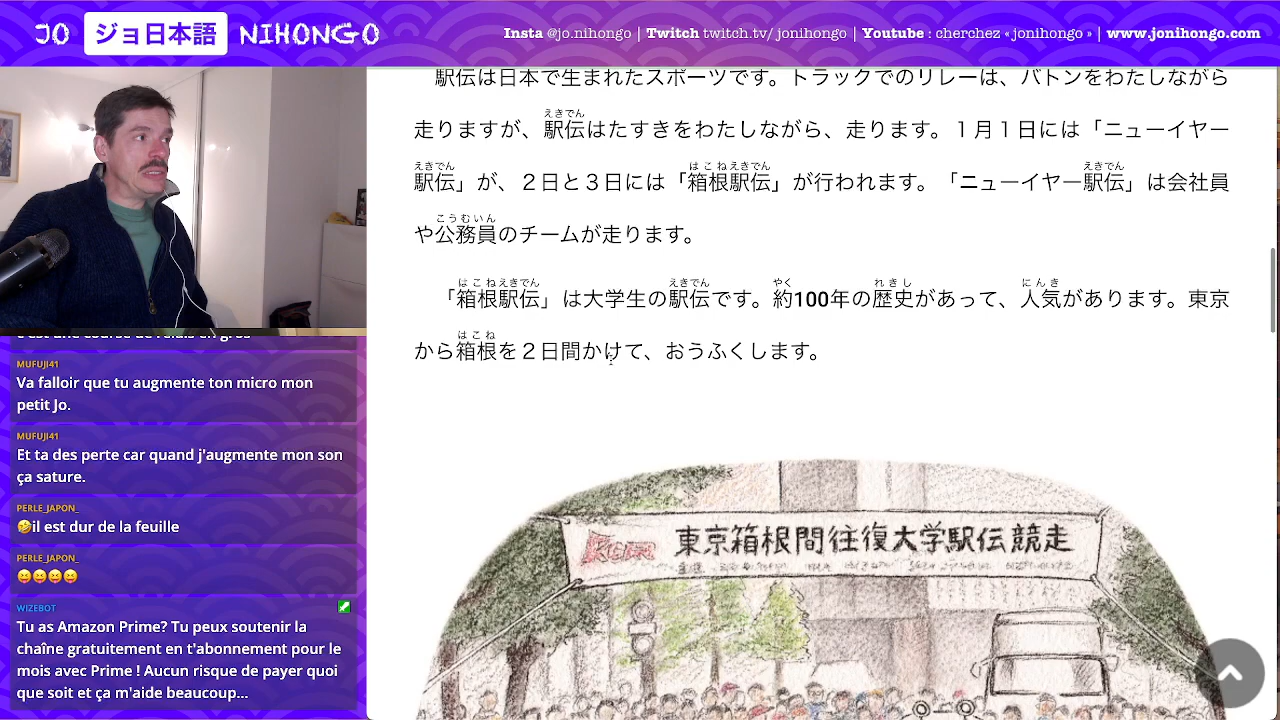 JO ジョ日本語 NIHONGO
Insta @jo.nihongo | Twitch twitch.tv/ jonihongo | Youtube : cherchez « jonihongo » | www.jonihongo.com
駅伝は日本で生まれたスポーツです。トラックでのリレーは、バトンをわたしながら
えきでん
走りますが、駅伝はたすきをわたしながら、走ります。１月１日には「ニューイヤー
えきでん はこねえきでん えきでん
駅伝」が、２日と３日には「箱根駅伝」が行われます。「ニューイヤー駅伝」は会社員
こうむいん
や公務員のチームが走ります。
はこねえきでん えきでん やく れきし にんき
「箱根駅伝」は大学生の駅伝です。約100年の歴史があって、人気があります。東京
はこね
から箱根を２日間かけて、おうふくします。
東京箱根間往復大学駅伝競走
c'est une course de relais en gros
MUFUJI41
Va falloir que tu augmente ton micro mon
petit Jo.
MUFUJI41
Et ta des perte car quand j'augmente mon son
ça sature.
PERLE_JAPON_
🤣il est dur de la feuille
PERLE_JAPON_
😝😝😝😝
WIZEBOT
Tu as Amazon Prime? Tu peux soutenir la
chaîne gratuitement en t'abonnement pour le
mois avec Prime ! Aucun risque de payer quoi
que soit et ça m'aide beaucoup...